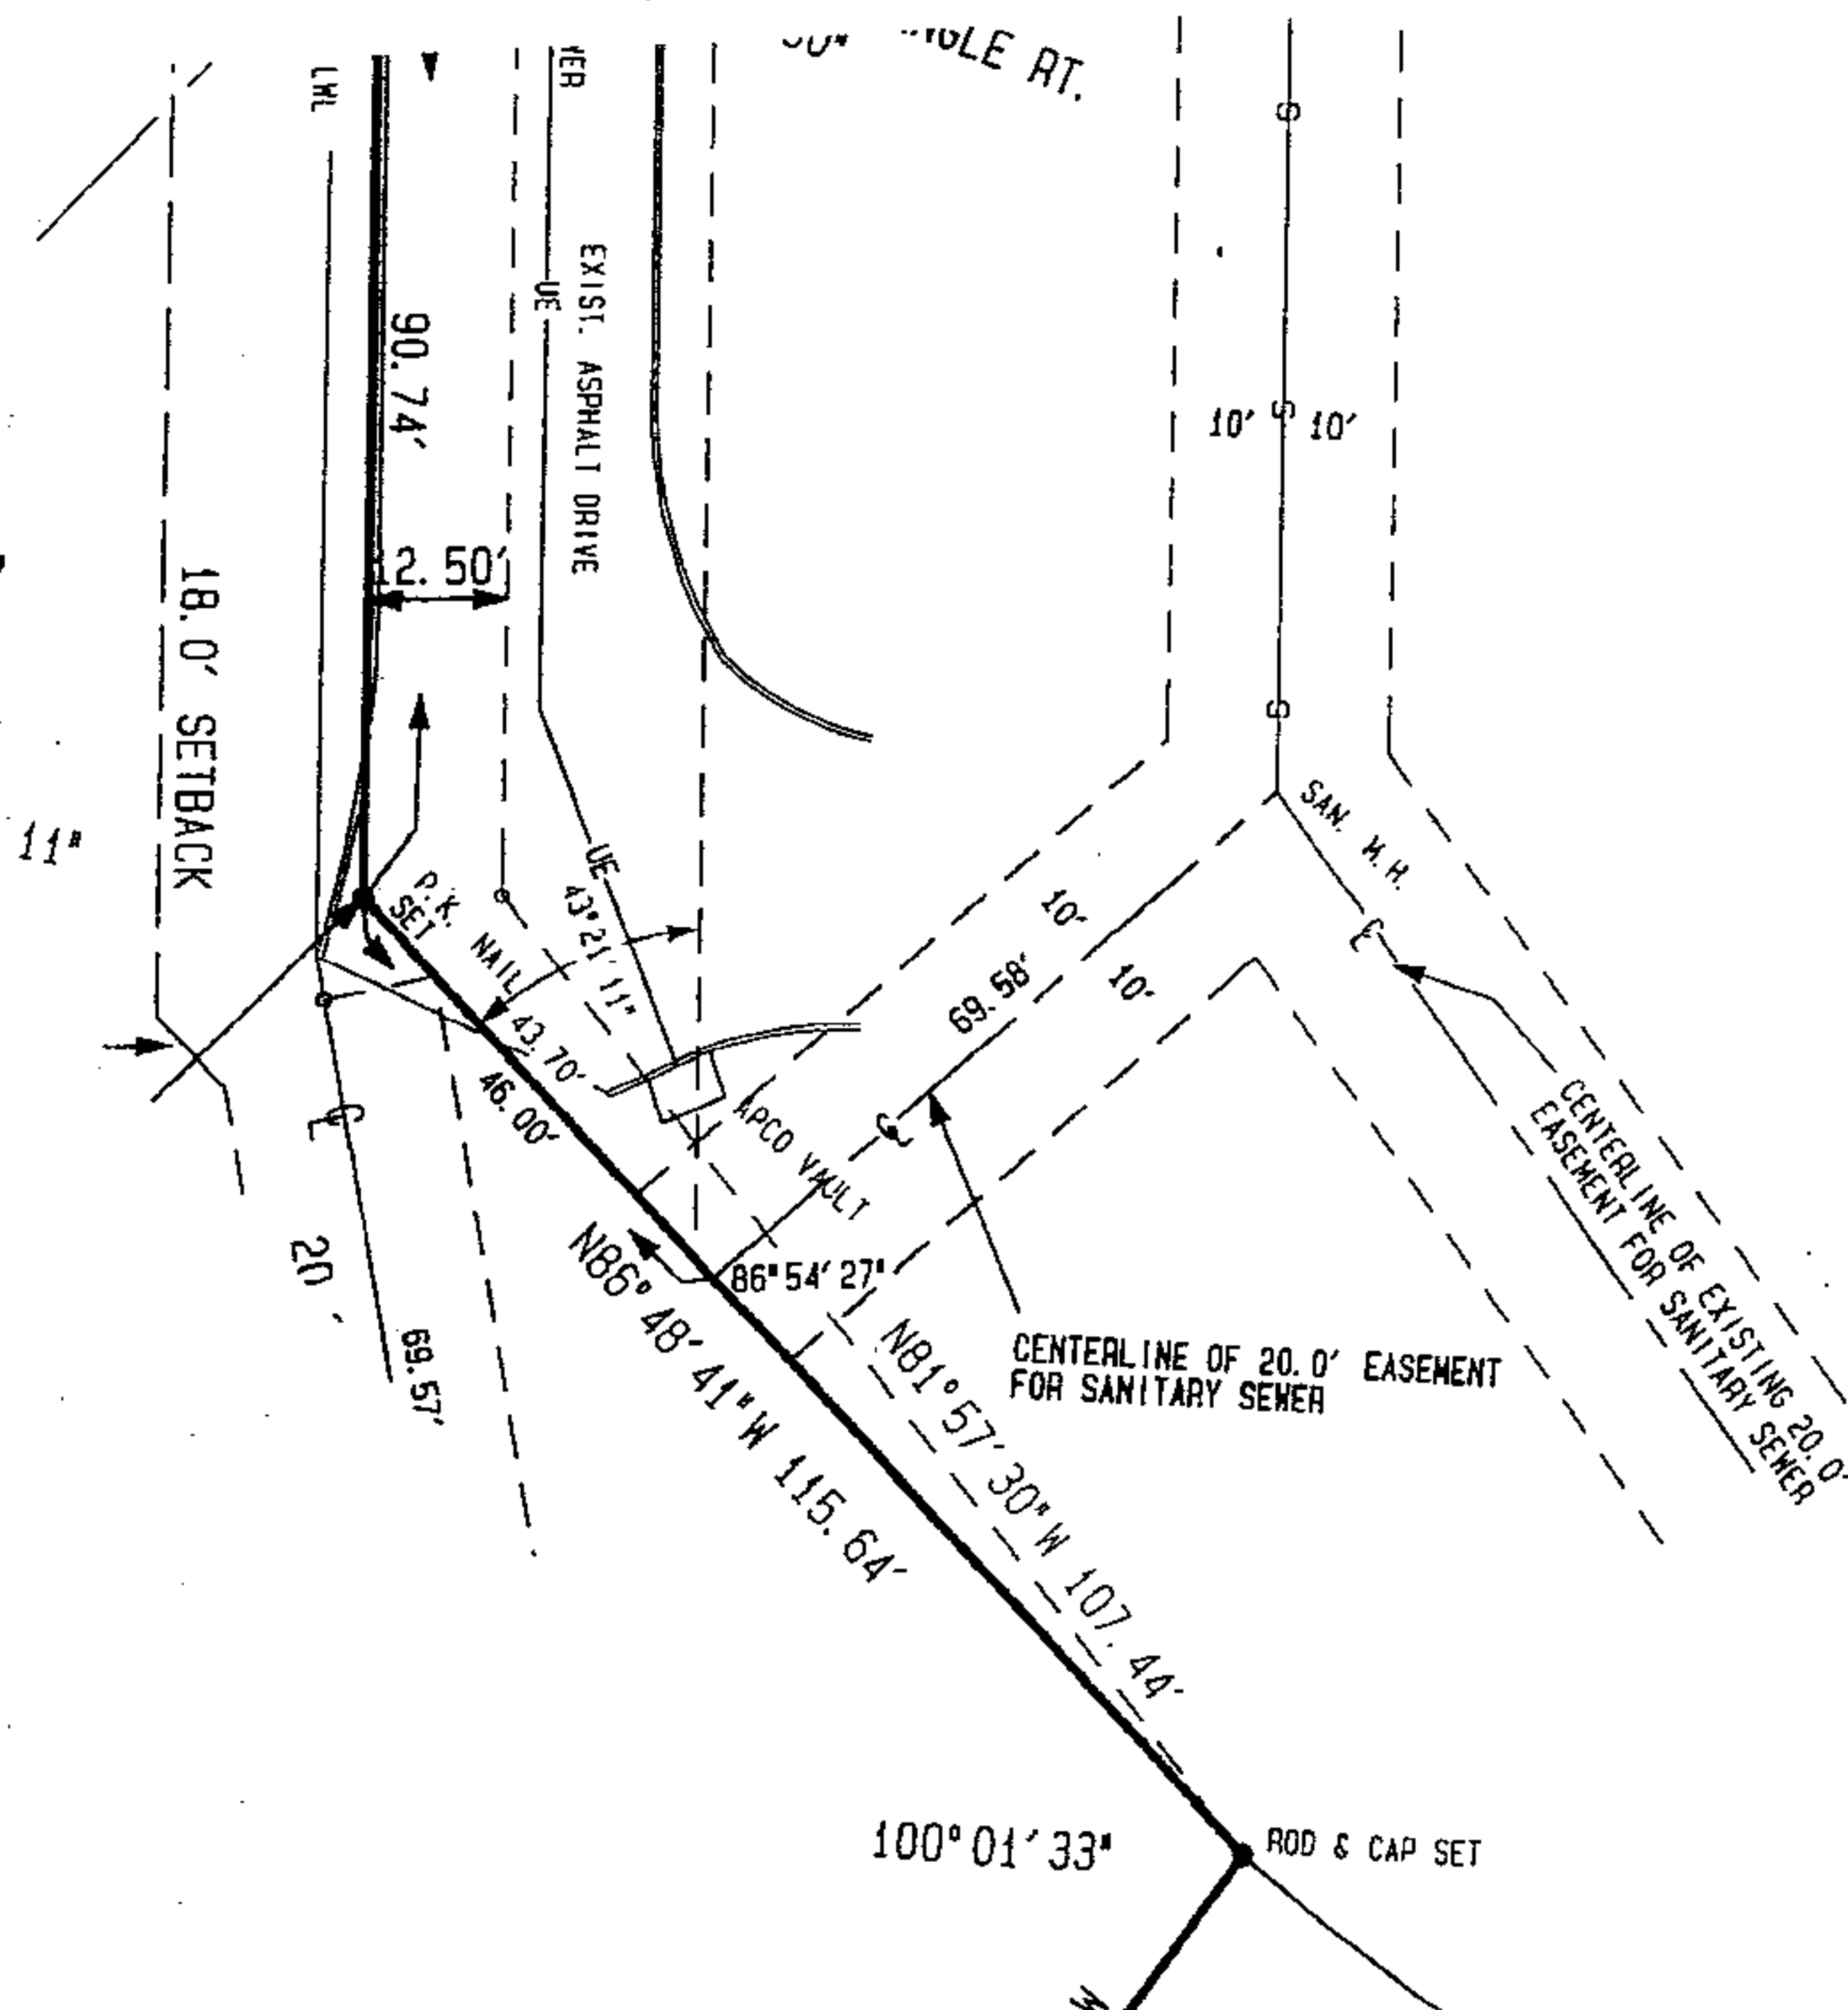 ANGLE RT.
90.74'
UE
EXIST. ASPHALT DRIVE
12.50'
18.0' SETBACK
11"
S
S
S
10'
10'
SAN. M.H.
P.K. NAIL
SET
UE
43°21'11"
43.70'
46.00'
10'
10'
69.58'
℄
℄
℄
APCO VAULT
20'
69.57'
86°54'27"
N86°48'41"W 115.64'
N81°57'30"W 107.44'
CENTERLINE OF 20.0' EASEMENT
FOR SANITARY SEWER
CENTERLINE OF EXISTING 20.0'
EASEMENT FOR SANITARY SEWER
100°01'33"
ROD & CAP SET
W